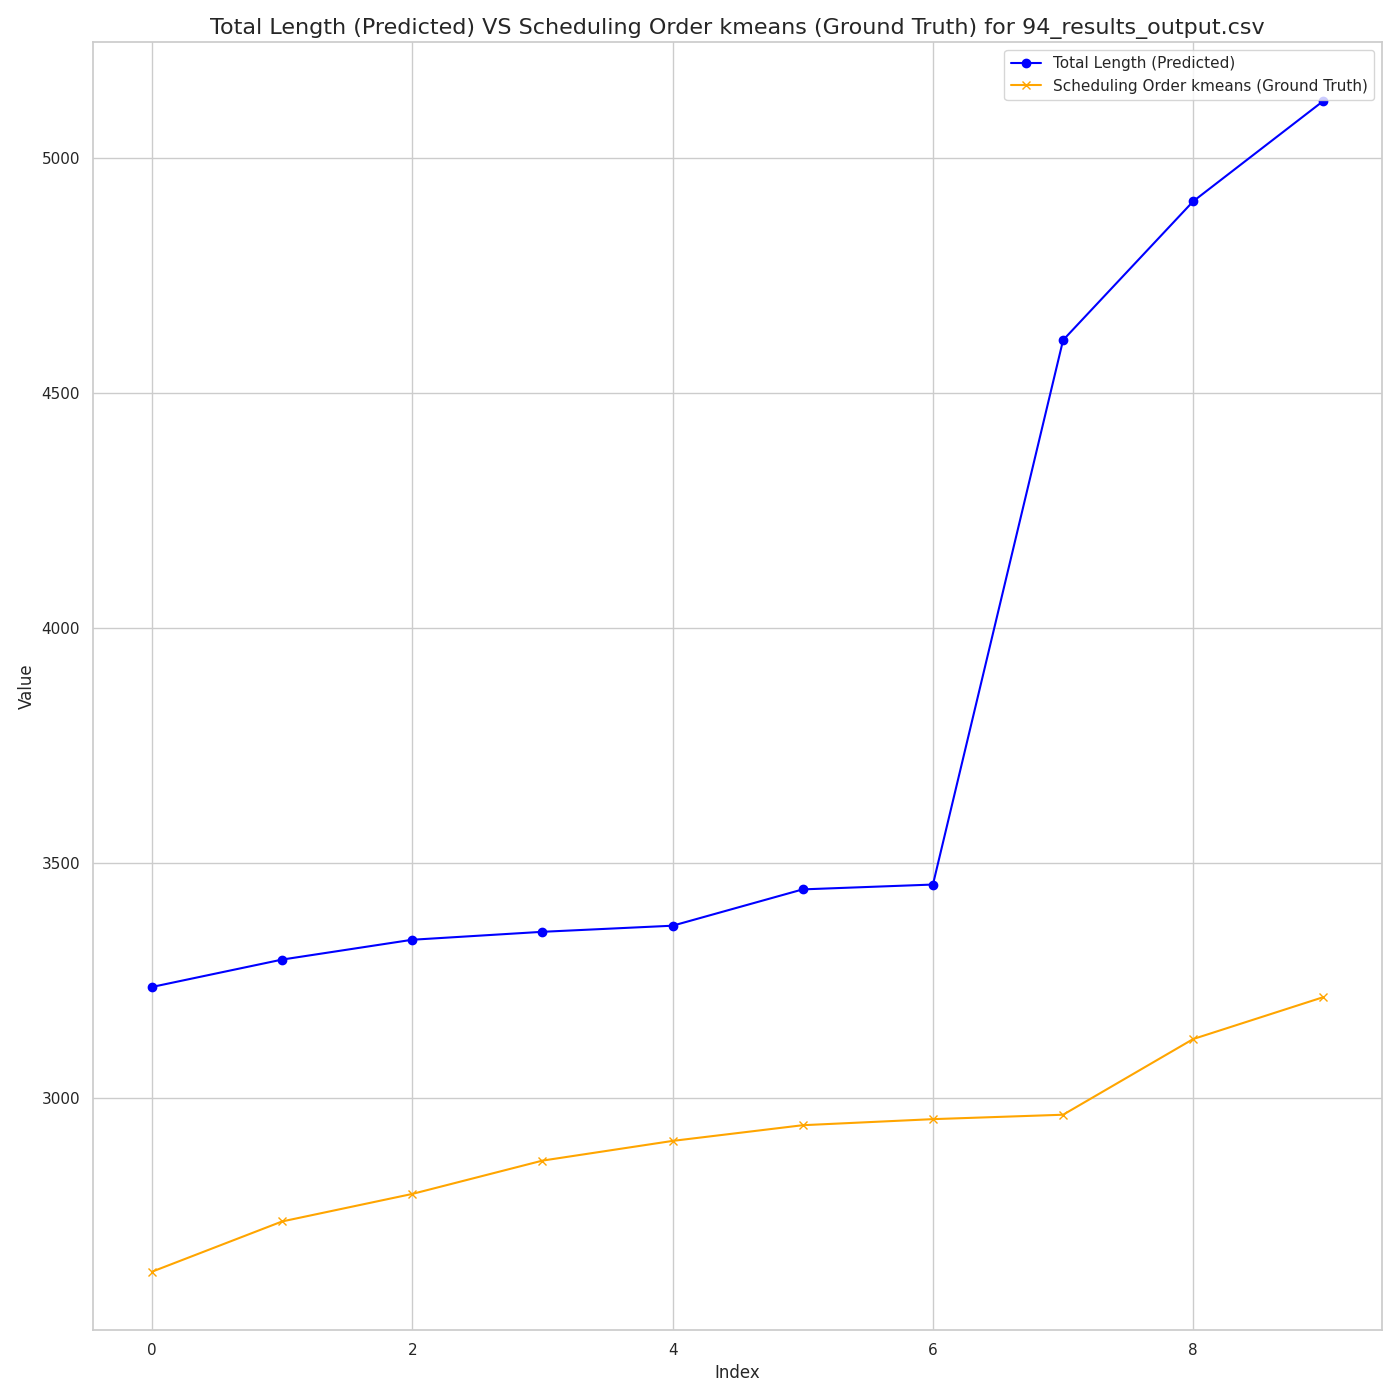 Total Length (Predicted) VS Scheduling Order kmeans (Ground Truth) for 94_results_output.csv
Total Length (Predicted)
Scheduling Order kmeans (Ground Truth)
5000
4500
4000
3500
3000
Value
0 2 4 6 8
Index